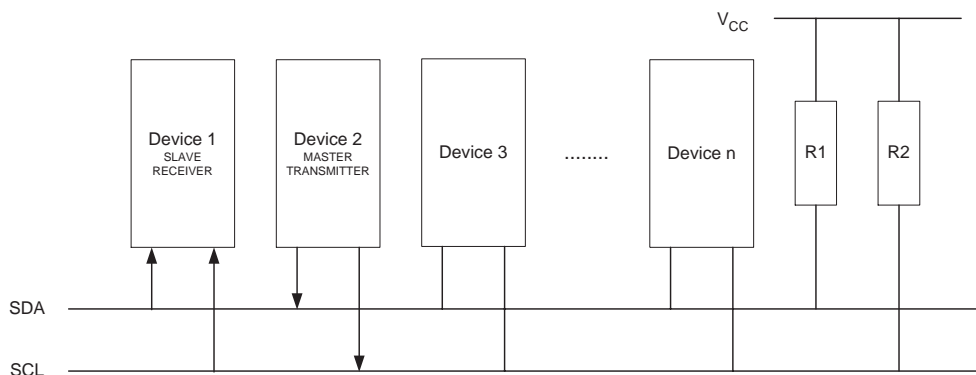 V_CC
Device 1
SLAVE
RECEIVER
Device 2
MASTER
TRANSMITTER
Device 3
........
Device n
R1
R2
SDA
SCL